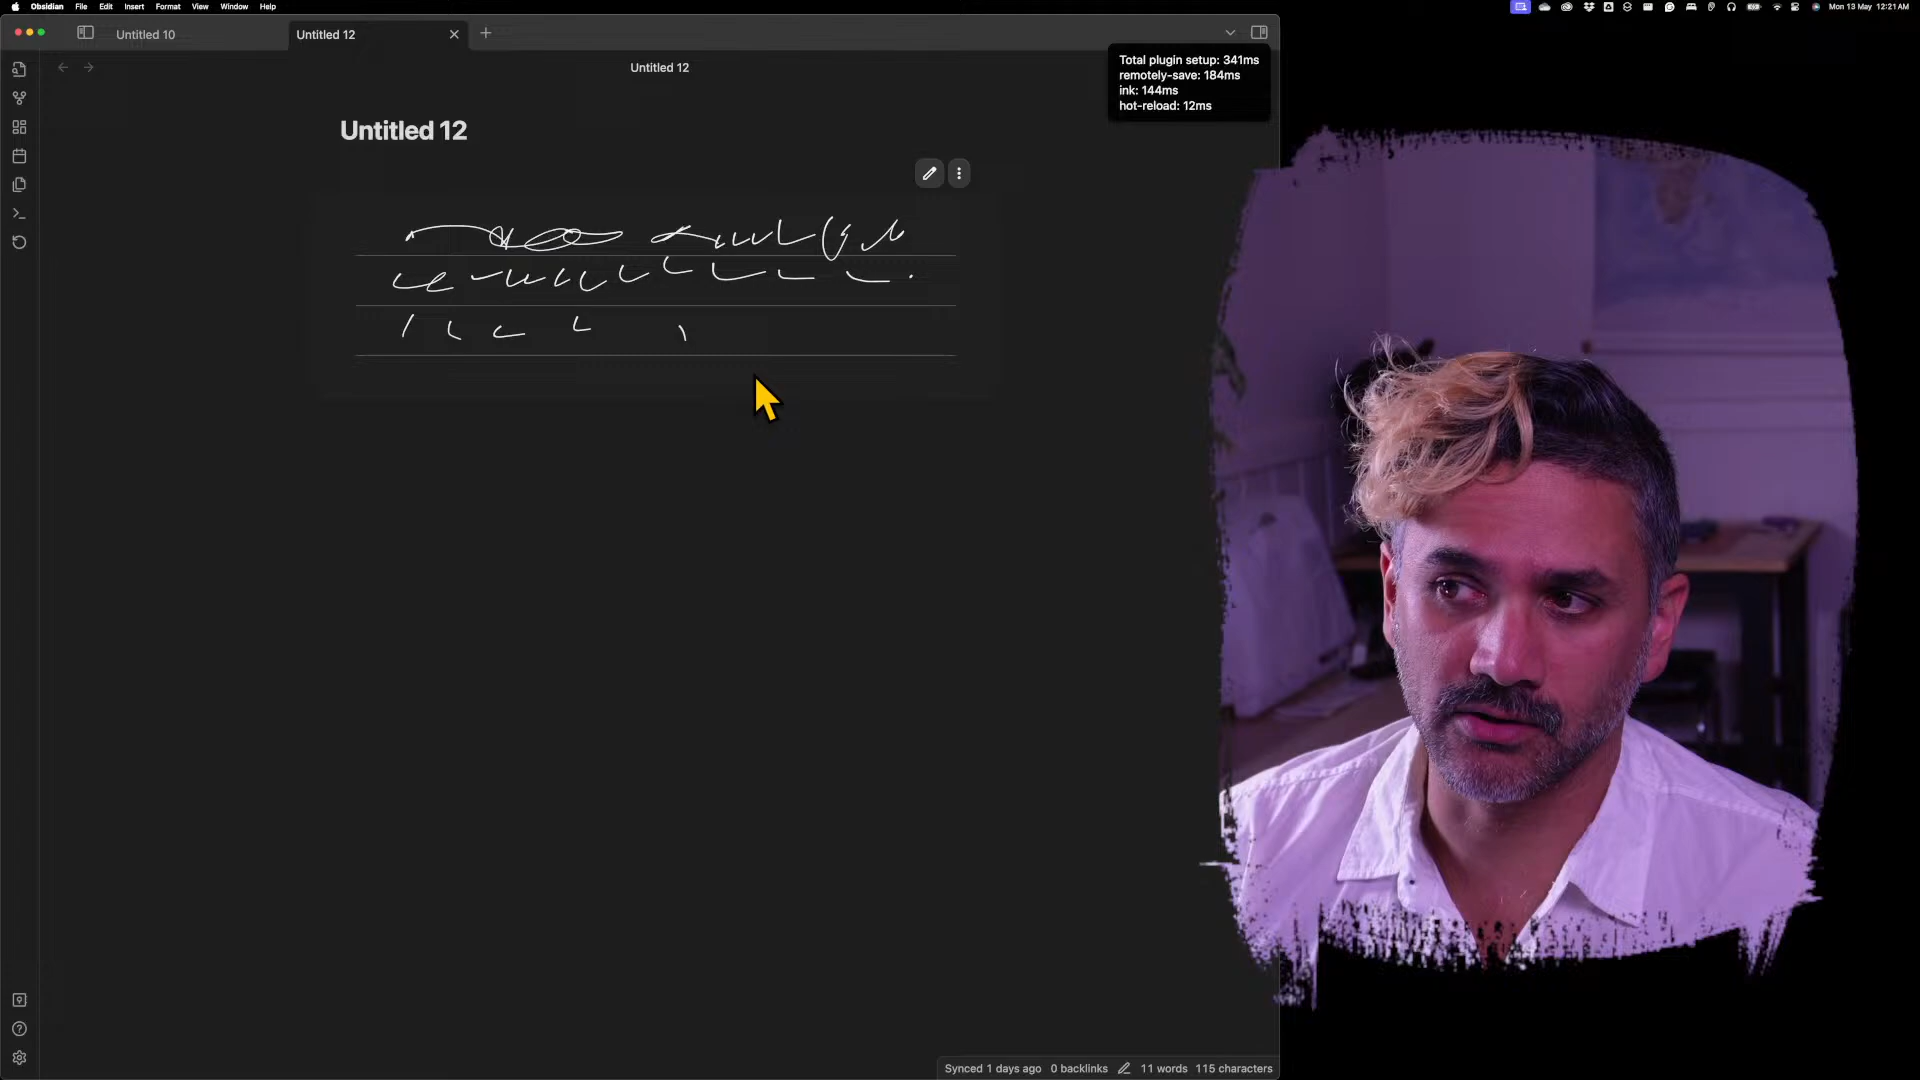 Obsidian File Edit Insert Format View Window Help
Mon 13 May 12:21 AM
Untitled 10
Untitled 12
Untitled 12
Total plugin setup: 341ms
remotely-save: 184ms
ink: 144ms
hot-reload: 12ms
Untitled 12
Synced 1 days ago 0 backlinks 11 words 115 characters